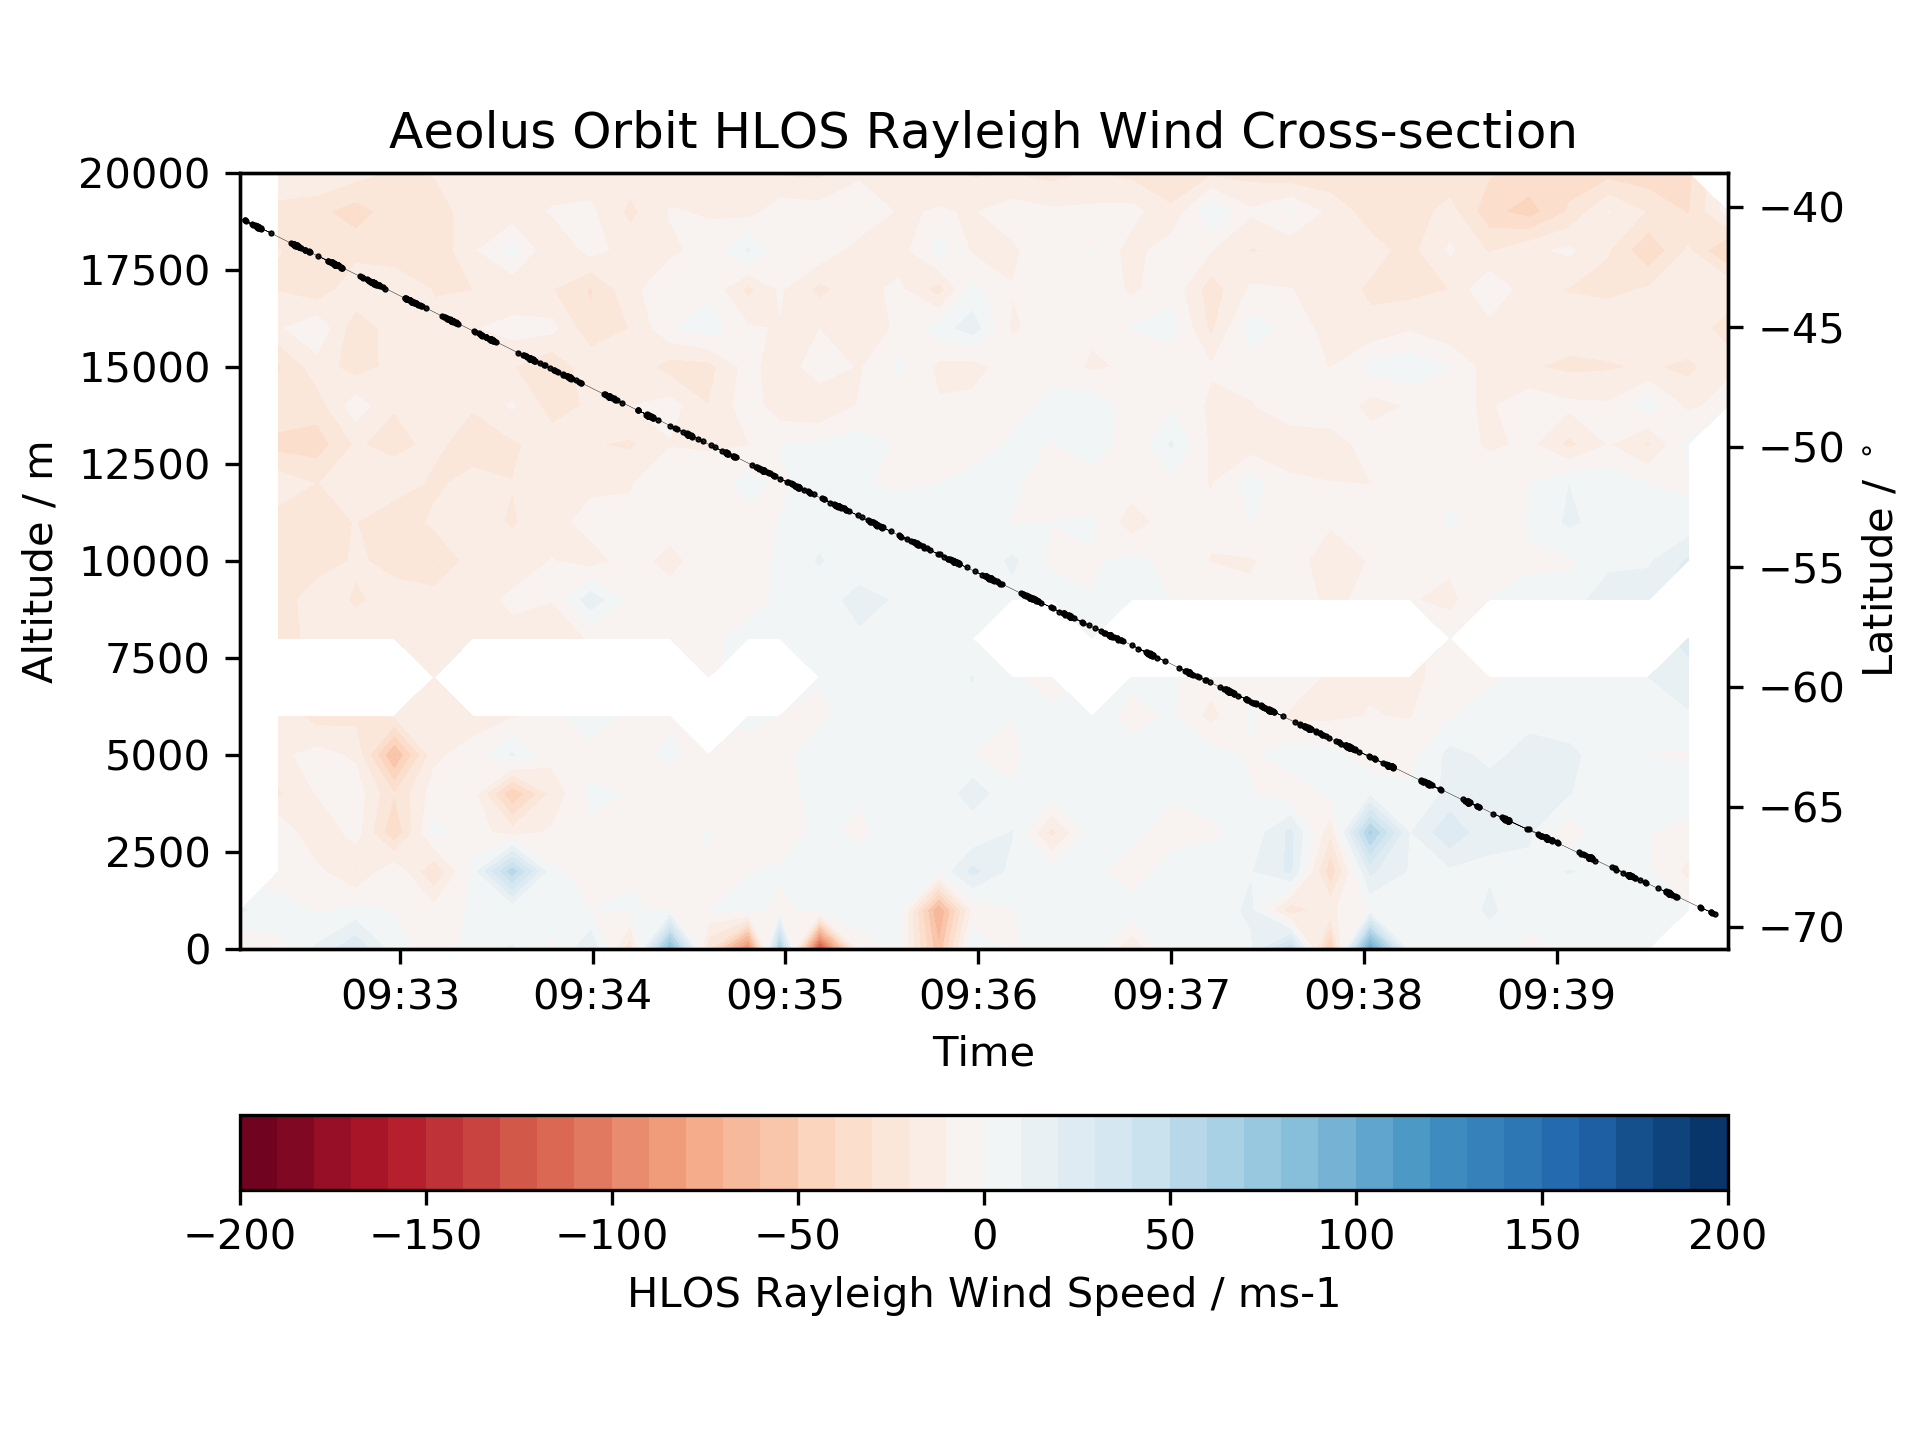 Aeolus Orbit HLOS Rayleigh Wind Cross-section
20000
17500
15000
12500
10000
7500
5000
2500
0
Altitude / m
−40
−45
−50
−55
−60
−65
−70
Latitude / °
09:33 09:34 09:35 09:36 09:37 09:38 09:39
Time
−200 −150 −100 −50 0 50 100 150 200
HLOS Rayleigh Wind Speed / ms-1